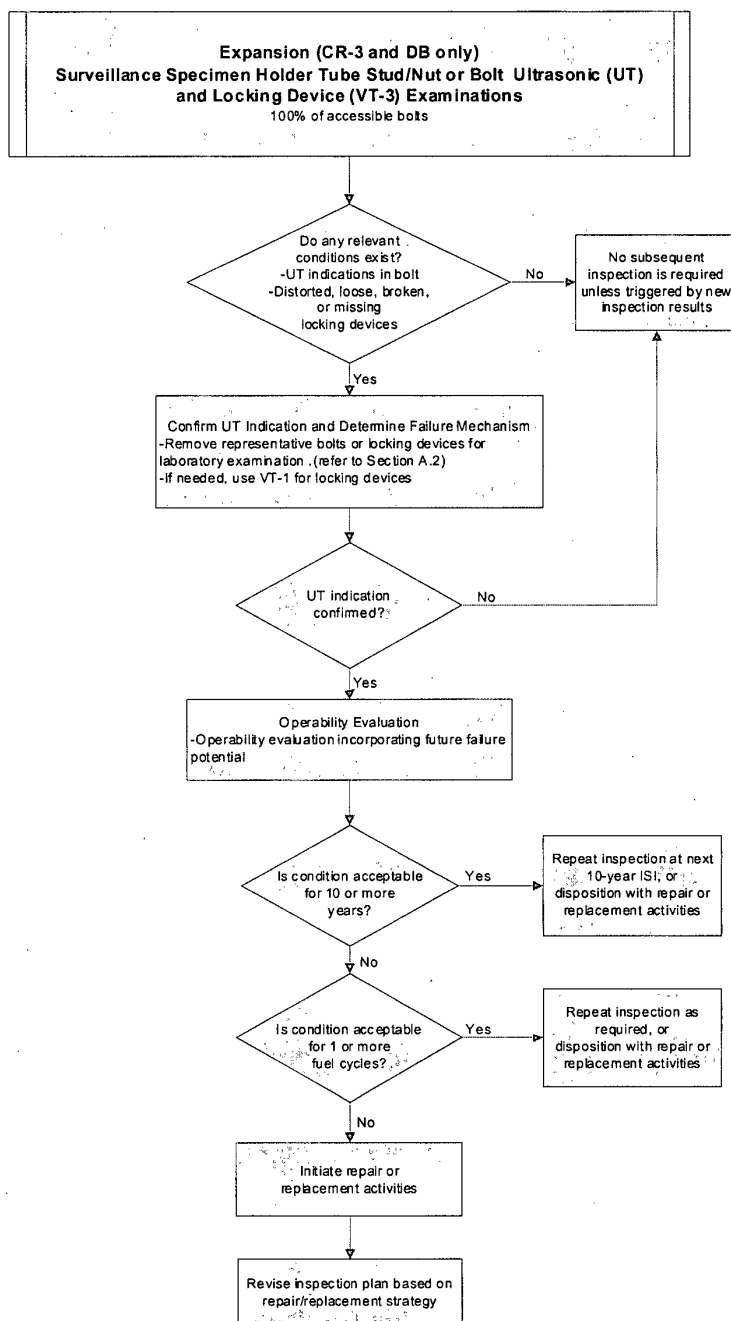 Expansion (CR-3 and DB only)
Surveillance Specimen Holder Tube Stud/Nut or Bolt Ultrasonic (UT)
and Locking Device (VT-3) Examinations
100% of accessible bolts
Do any relevant
conditions exist?
-UT indications in bolt
-Distorted, loose, broken,
or missing
locking devices
No
No subsequent
inspection is required
unless triggered by new
inspection results
Yes
Confirm UT Indication and Determine Failure Mechanism
-Remove representative bolts or locking devices for
laboratory examination .(refer to Section A.2)
-If needed, use VT-1 for locking devices
UT indication
confirmed?
No
Yes
Operability Evaluation
-Operability evaluation incorporating future failure
potential
Is condition acceptable
for 10 or more
years?
Yes
Repeat inspection at next
10-year ISI, or
disposition with repair or
replacement activities
No
Is condition acceptable
for 1 or more
fuel cycles?
Yes
Repeat inspection as
required, or
disposition with repair or
replacement activities
No
Initiate repair or
replacement activities
Revise inspection plan based on
repair/replacement strategy